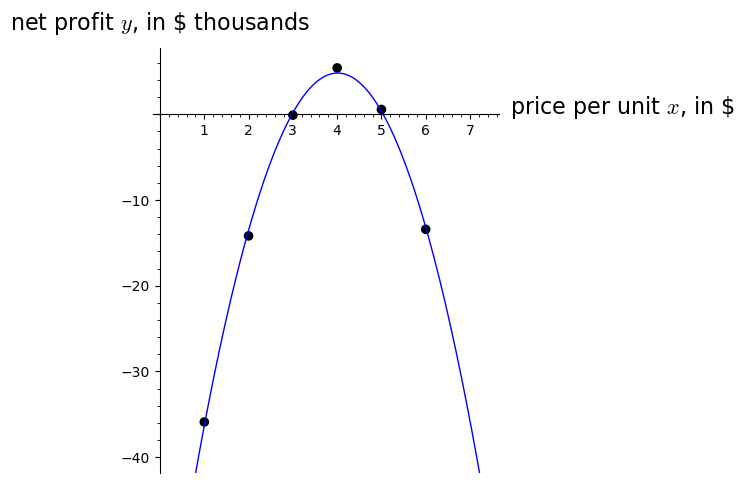 net profit y, in $ thousands
price per unit x, in $
1 2 3 4 5 6 7
−10
−20
−30
−40